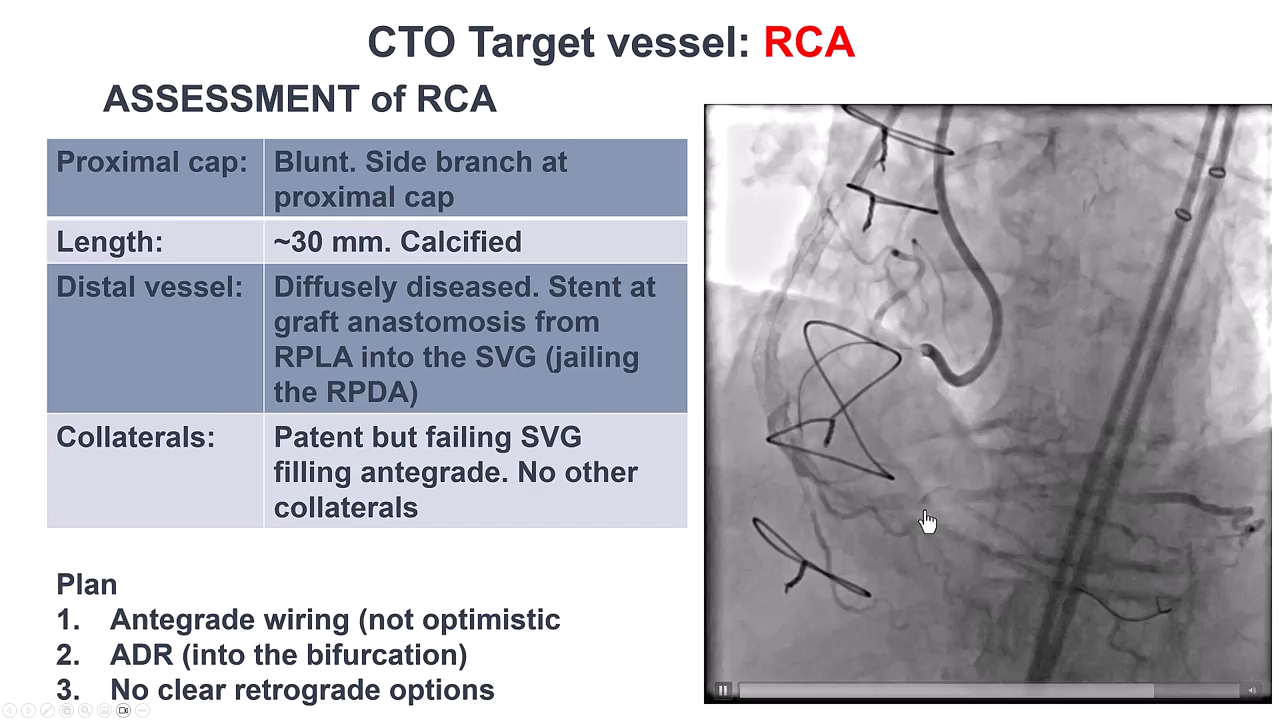 CTO Target vessel: RCA
ASSESSMENT of RCA
Proximal cap:
Blunt. Side branch at
proximal cap
Length:
~30 mm. Calcified
Distal vessel:
Diffusely diseased. Stent at
graft anastomosis from
RPLA into the SVG (jailing
the RPDA)
Collaterals:
Patent but failing SVG
filling antegrade. No other
collaterals
Plan
1. Antegrade wiring (not optimistic
2. ADR (into the bifurcation)
3. No clear retrograde options